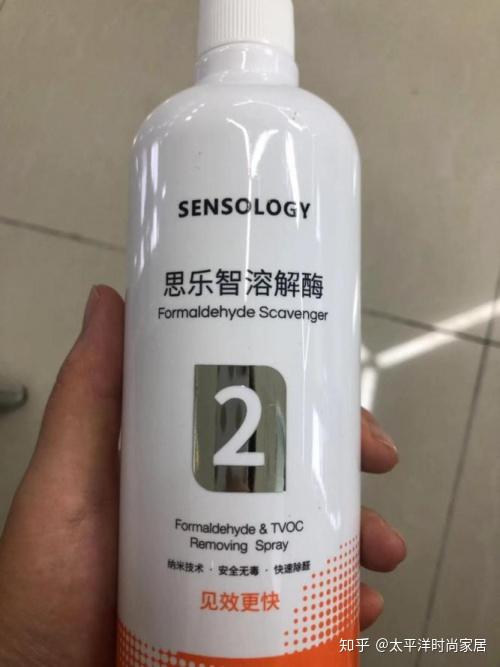 SENSOLOGY
思乐智溶解酶
Formaldehyde Scavenger
2
Formaldehyde & TVOC
Removing Spray
纳米技术 · 安全无毒 · 快速除醛
见效更快
知乎 @太平洋时尚家居